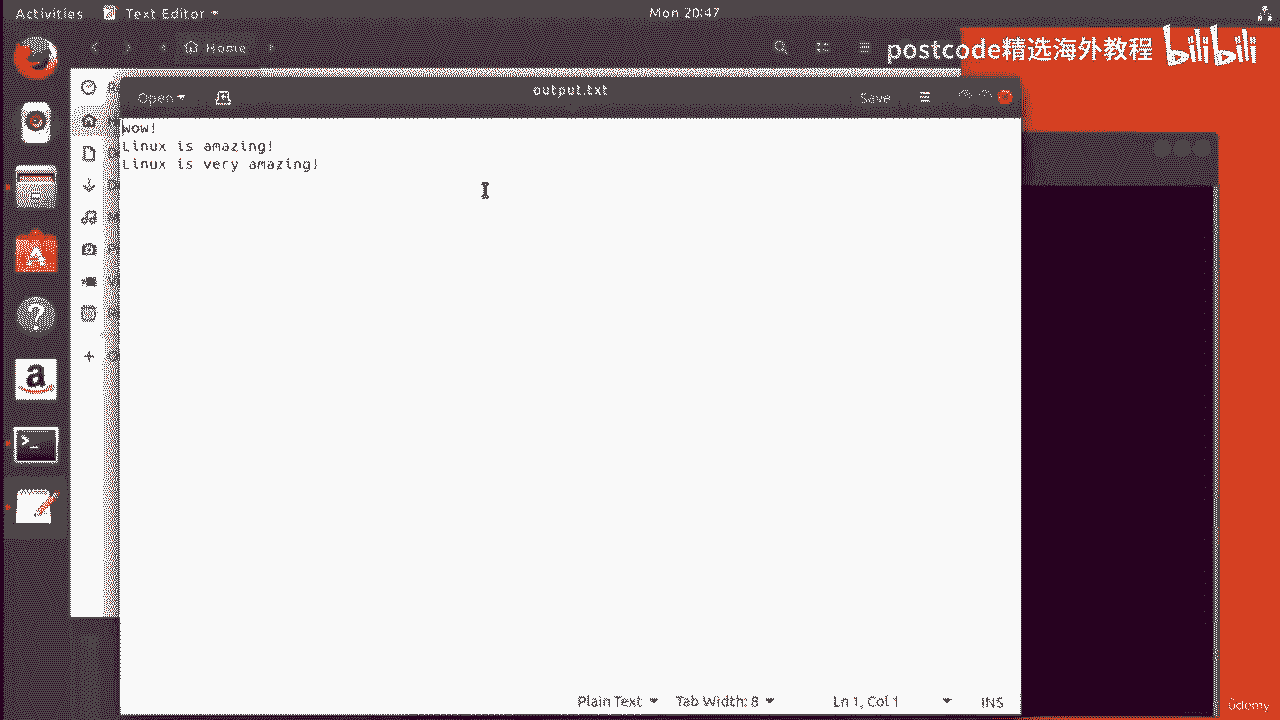 Activities Text Editor Mon 20:47
Home
postcode精选海外教程 bilibili
Open output.txt Save
wow!
Linux is amazing!
Linux is very amazing!
Plain Text Tab Width: 8 Ln 1, Col 1 INS
ûdemy